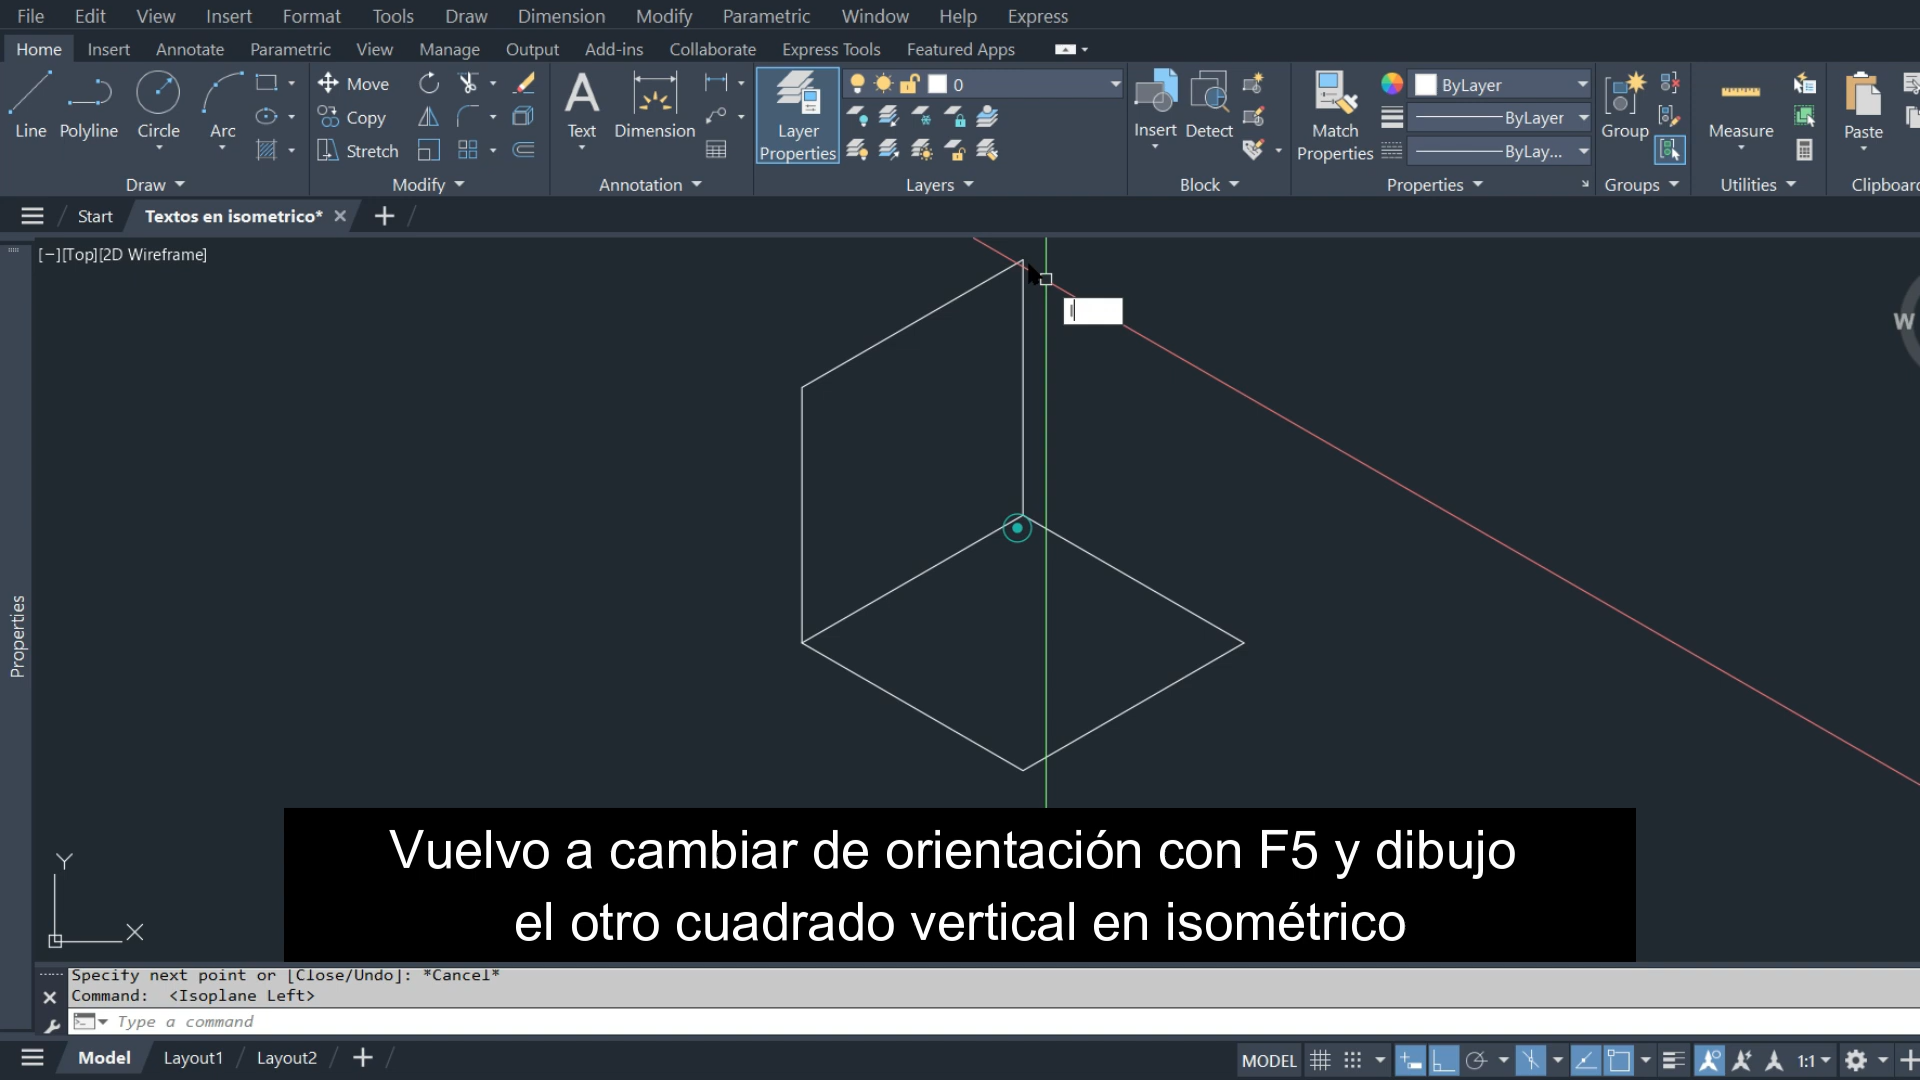 File Edit View Insert Format Tools Draw Dimension Modify Parametric Window Help Express
Home Insert Annotate Parametric View Manage Output Add-ins Collaborate Express Tools Featured Apps
Move 0 ByLayer
Copy ByLayer
Line Polyline Circle Arc Text Dimension Layer Insert Detect Match Group Measure Paste
Stretch Properties Properties ByLay...
Draw Modify Annotation Layers Block Properties Groups Utilities Clipboard
Start Textos en isometrico*
[−][Top][2D Wireframe]
l
W
Properties
Y
X
Vuelvo a cambiar de orientación con F5 y dibujo
el otro cuadrado vertical en isométrico
Specify next point or [Close/Undo]: *Cancel*
Command: <Isoplane Left>
Type a command
Model Layout1 Layout2 MODEL 1:1